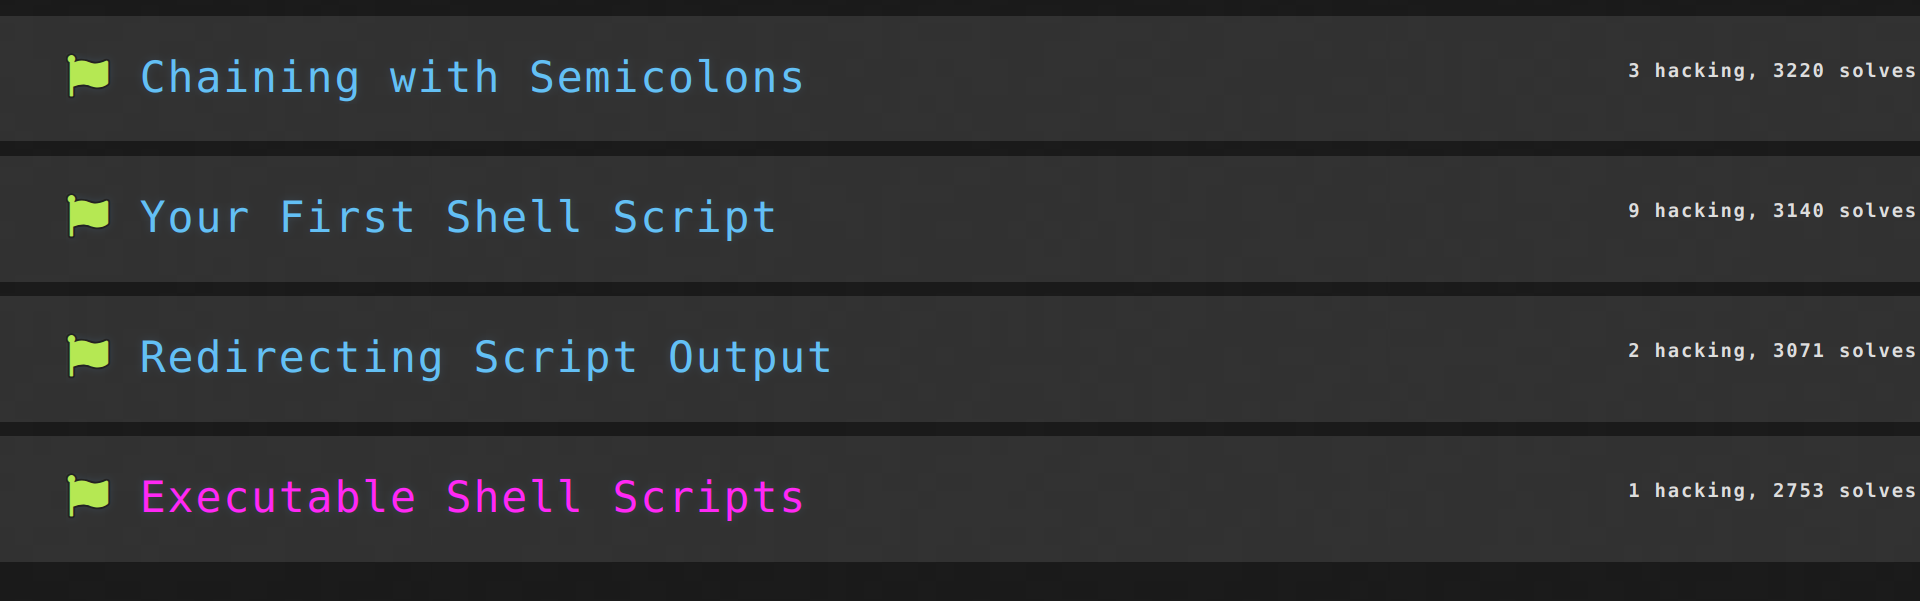 Chaining with Semicolons
3 hacking, 3220 solves
Your First Shell Script
9 hacking, 3140 solves
Redirecting Script Output
2 hacking, 3071 solves
Executable Shell Scripts
1 hacking, 2753 solves